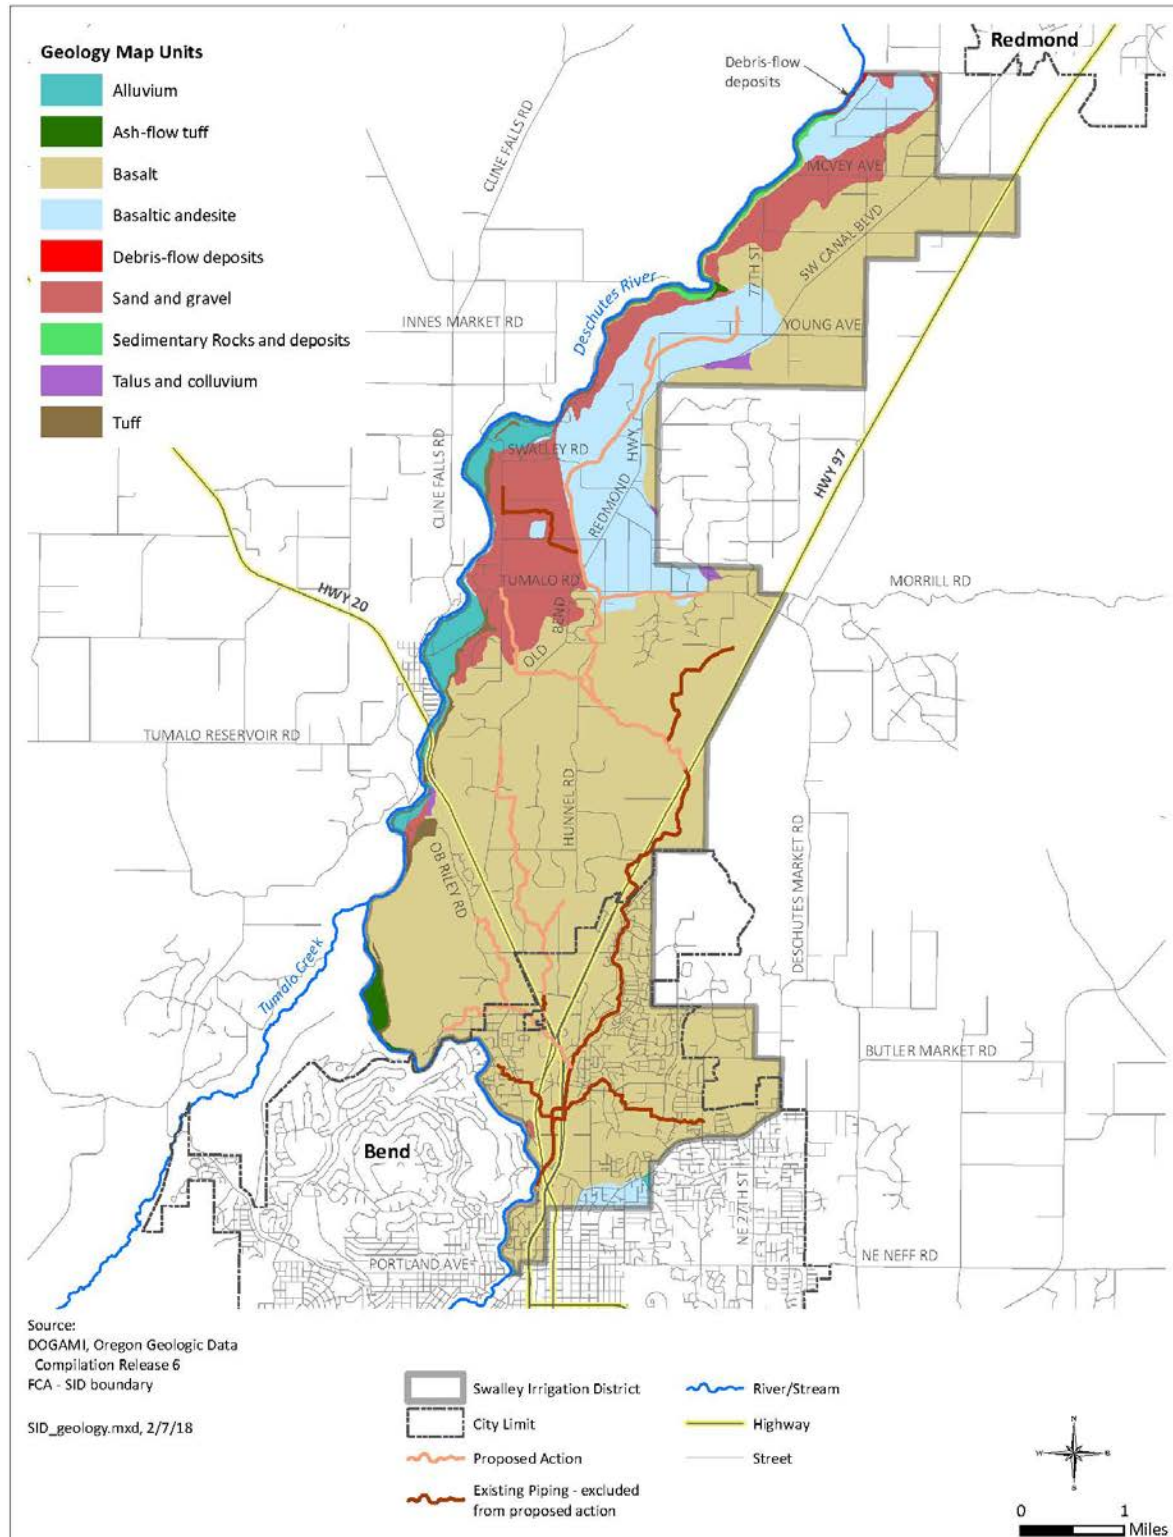 Geology Map Units
Alluvium
Ash-flow tuff
Basalt
Basaltic andesite
Debris-flow deposits
Sand and gravel
Sedimentary Rocks and deposits
Talus and colluvium
Tuff
Redmond
Debris-flow
deposits
CLINE FALLS RD
MCVEY AVE
SW CANAL BLVD
77TH ST
Deschutes River
INNES MARKET RD
YOUNG AVE
SWALLEY RD
HWY
REDMOND
HWY 97
CLINE FALLS RD
HWY 20
TUMALO RD
MORRILL RD
BEND
OLD
TUMALO RESERVOIR RD
HUNNEL RD
DESCHUTES MARKET RD
OB RILEY RD
Tumalo Creek
BUTLER MARKET RD
Bend
NE 27TH ST
PORTLAND AVE
NE NEFF RD
Source:
DOGAMI, Oregon Geologic Data
Compilation Release 6
FCA - SID boundary
SID_geology.mxd, 2/7/18
Swalley Irrigation District
City Limit
Proposed Action
Existing Piping - excluded
from proposed action
River/Stream
Highway
Street
N
W E
S
0 1
Miles